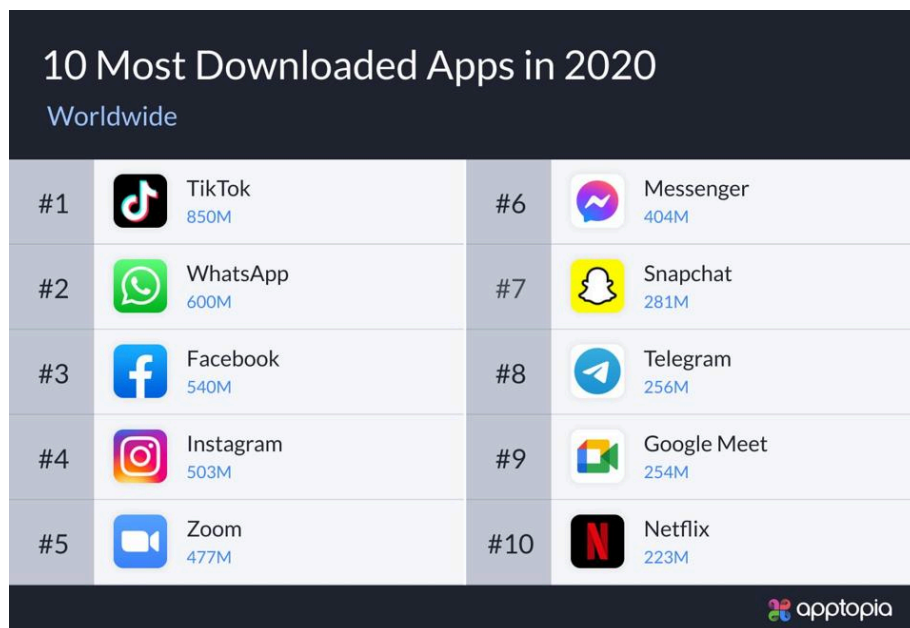 10 Most Downloaded Apps in 2020
Worldwide
#1
TikTok
850M
#2
WhatsApp
600M
#3
Facebook
540M
#4
Instagram
503M
#5
Zoom
477M
#6
Messenger
404M
#7
Snapchat
281M
#8
Telegram
256M
#9
Google Meet
254M
#10
N
Netflix
223M
apptopia